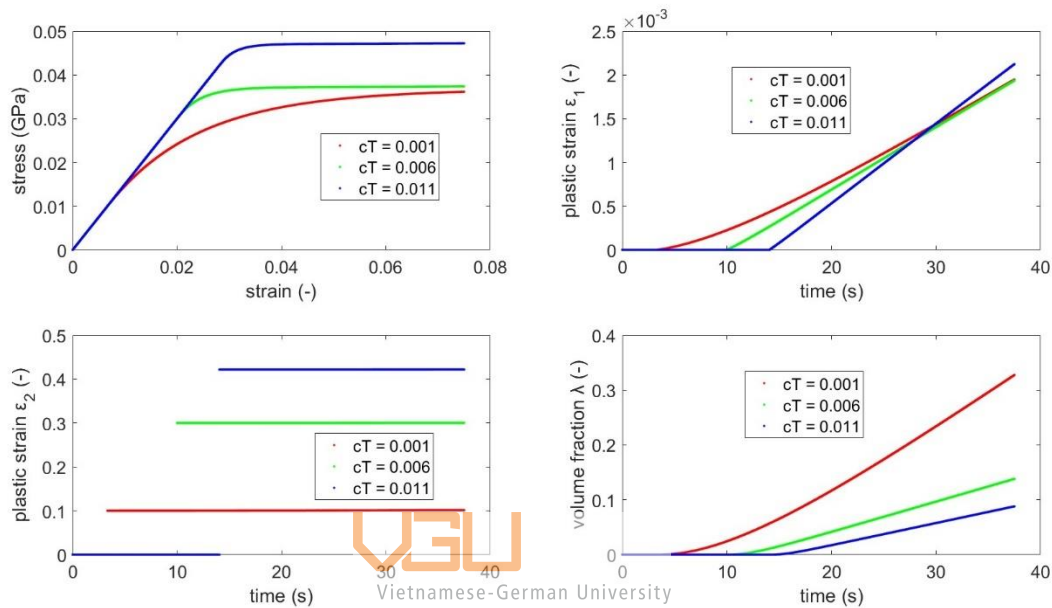 0.05
0.04
0.03
0.02
0.01
0
stress (GPa)
cT = 0.001
cT = 0.006
cT = 0.011
0
0.02
0.04
0.06
0.08
strain (-)
×10⁻³
2.5
2
1.5
1
0.5
0
plastic strain ε₁ (-)
cT = 0.001
cT = 0.006
cT = 0.011
0
10
20
30
40
time (s)
0.5
0.4
0.3
0.2
0.1
0
plastic strain ε₂ (-)
cT = 0.001
cT = 0.006
cT = 0.011
0
10
20
30
40
time (s)
0.4
0.3
0.2
0.1
0
volume fraction λ (-)
cT = 0.001
cT = 0.006
cT = 0.011
0
10
20
30
40
time (s)
VGU
Vietnamese-German University